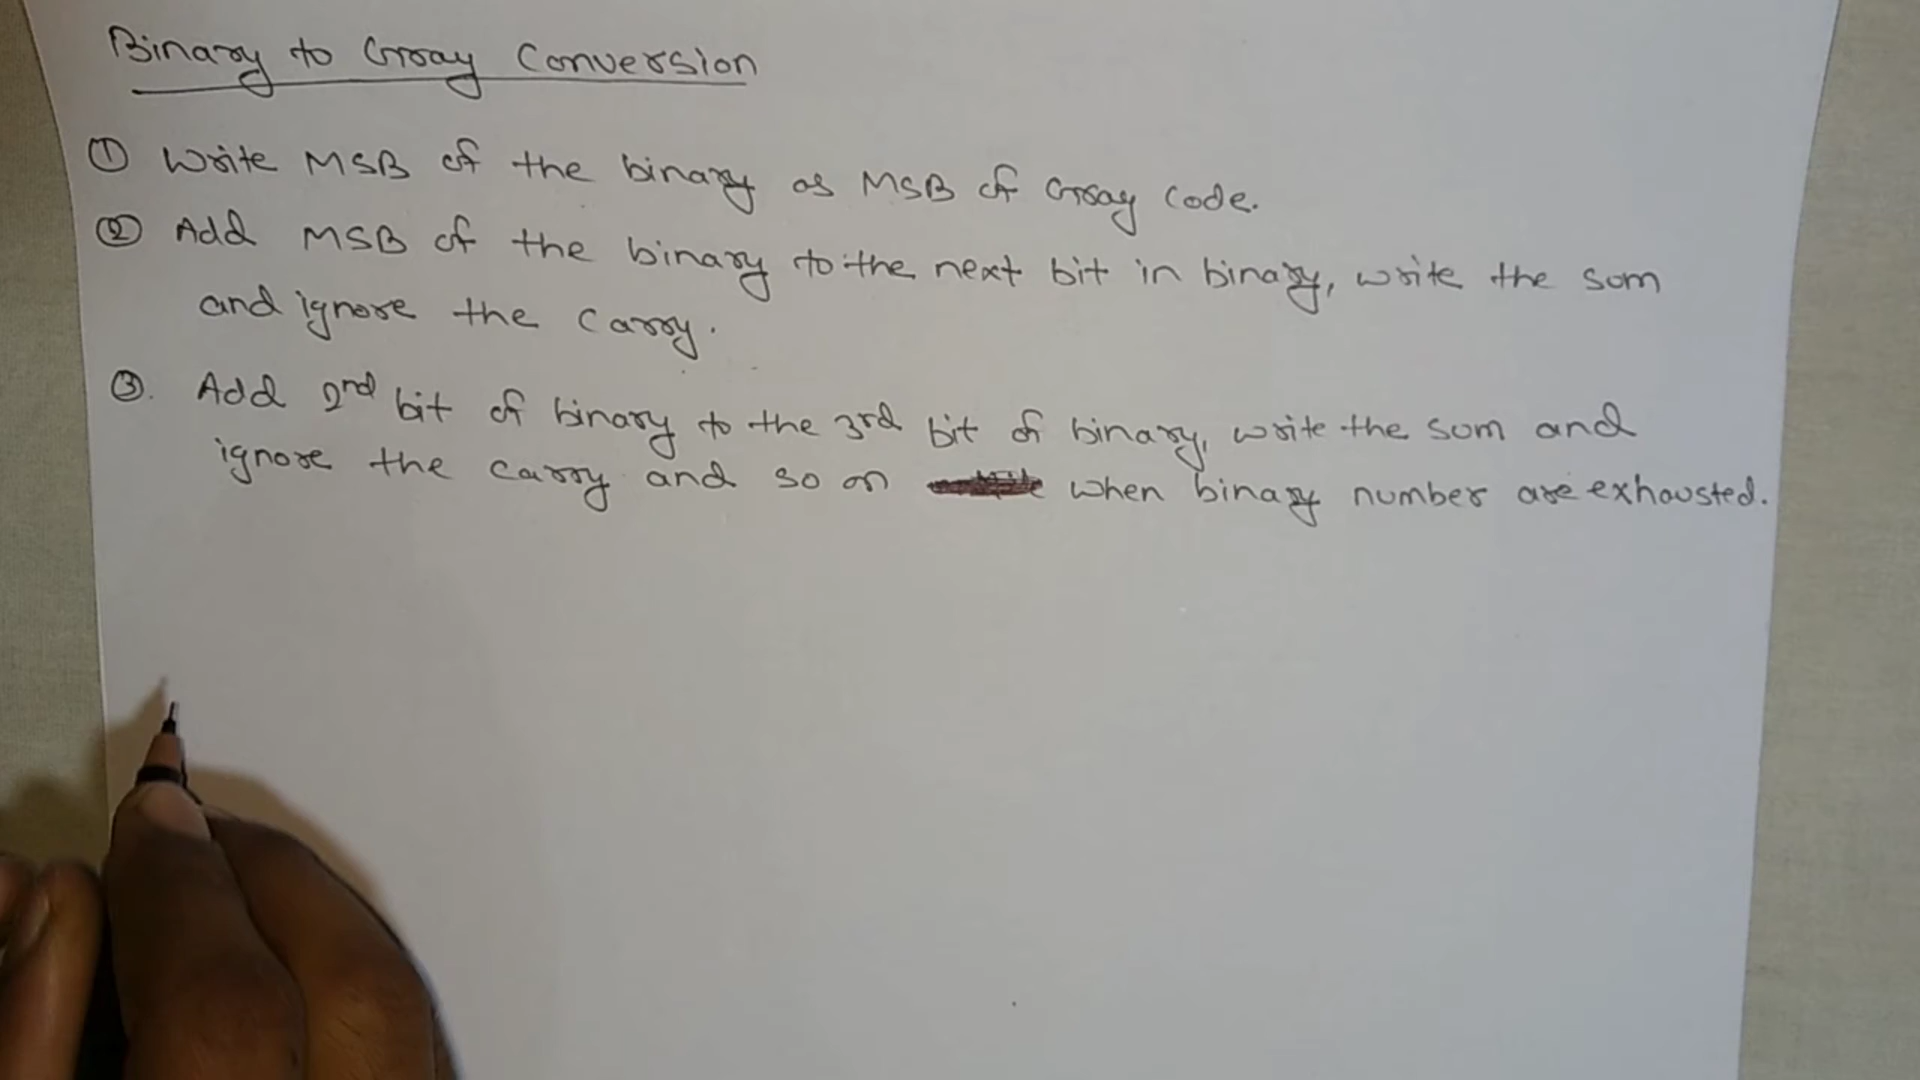 Binary to Gray Conversion
① Write MSB of the binary as MSB of Gray Code.
② Add MSB of the binary to the next bit in binary, write the sum
and ignore the carry.
③. Add 2nd bit of binary to the 3rd bit of binary, write the sum and
ignore the carry and so on when binary number are exhausted.